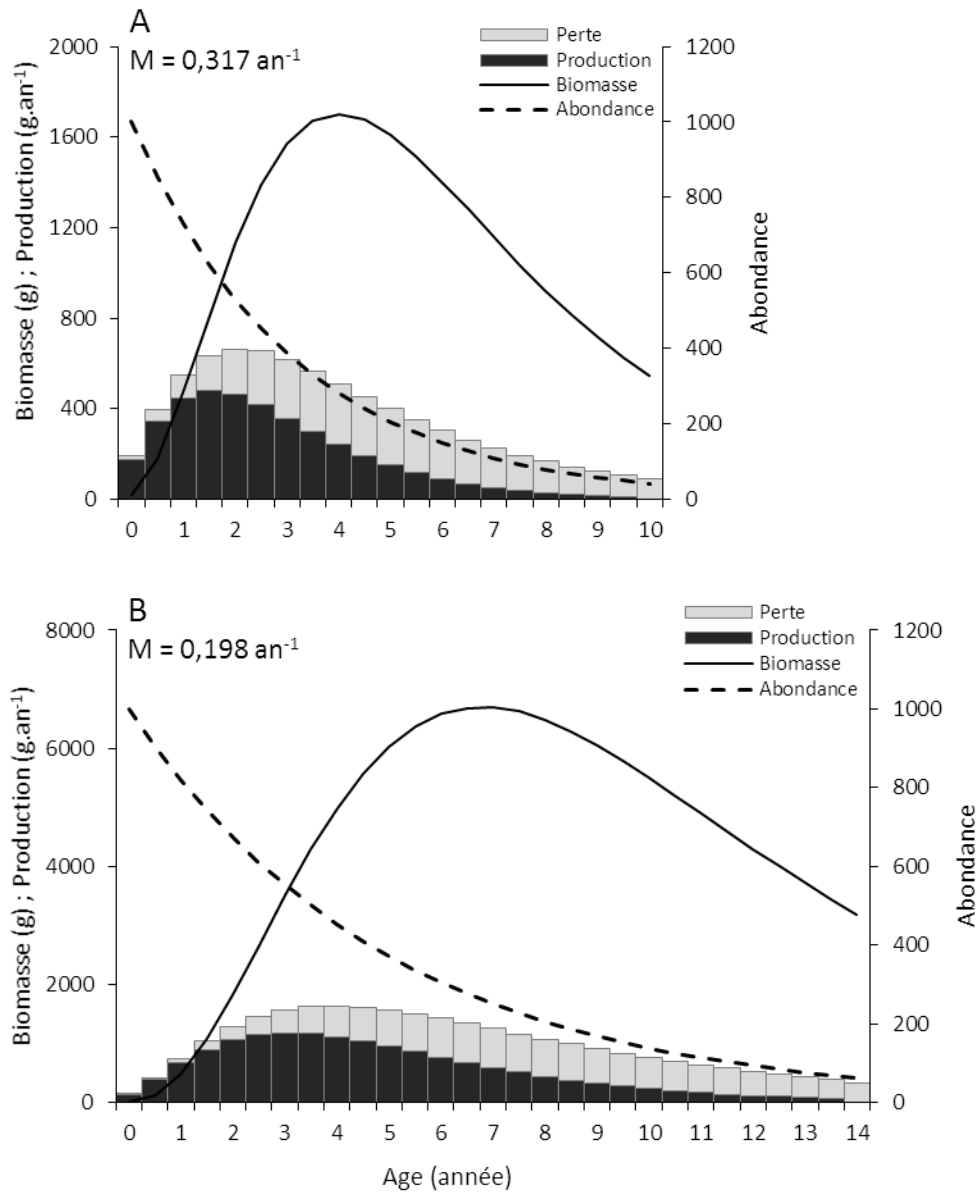 A
M = 0,317 an⁻¹
Perte
Production
Biomasse
Abondance
Biomasse (g) ; Production (g.an⁻¹)
2000
1600
1200
800
400
0
1200
1000
800
600
400
200
0
Abondance
0 1 2 3 4 5 6 7 8 9 10
B
M = 0,198 an⁻¹
Perte
Production
Biomasse
Abondance
Biomasse (g) ; Production (g.an⁻¹)
8000
6000
4000
2000
0
1200
1000
800
600
400
200
0
Abondance
0 1 2 3 4 5 6 7 8 9 10 11 12 13 14
Age (année)